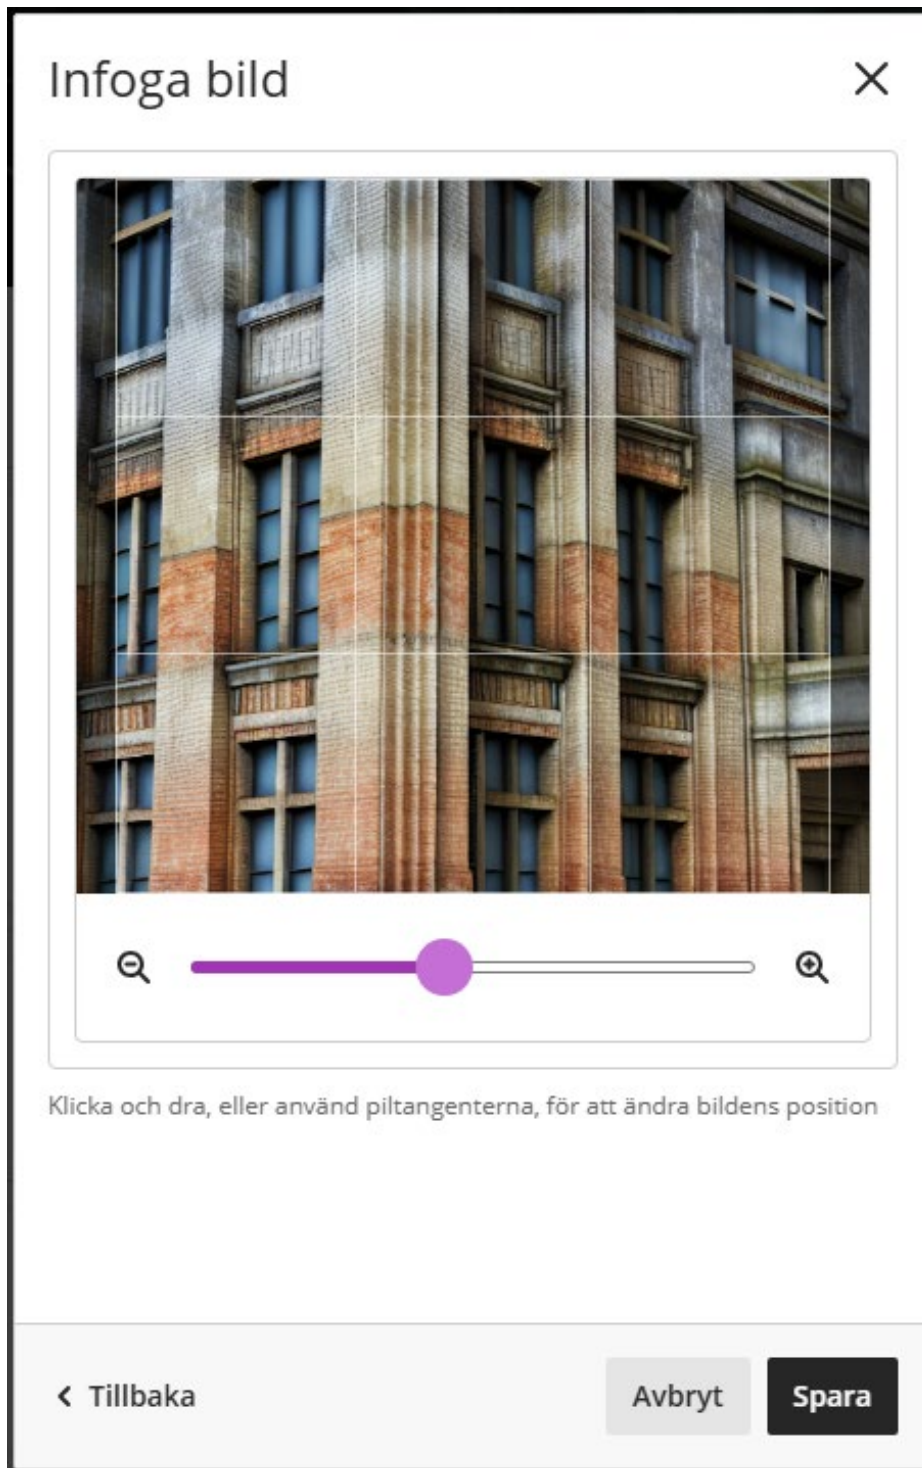 Infoga bild
Klicka och dra, eller använd piltangenterna, för att ändra bildens position
Tillbaka
Avbryt
Spara